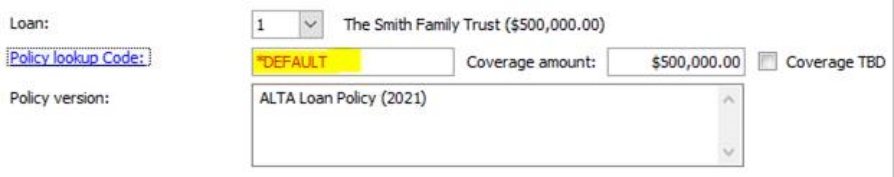 Loan: 1 The Smith Family Trust ($500,000.00)
Policy lookup Code: *DEFAULT Coverage amount: $500,000.00 Coverage TBD
Policy version: ALTA Loan Policy (2021)